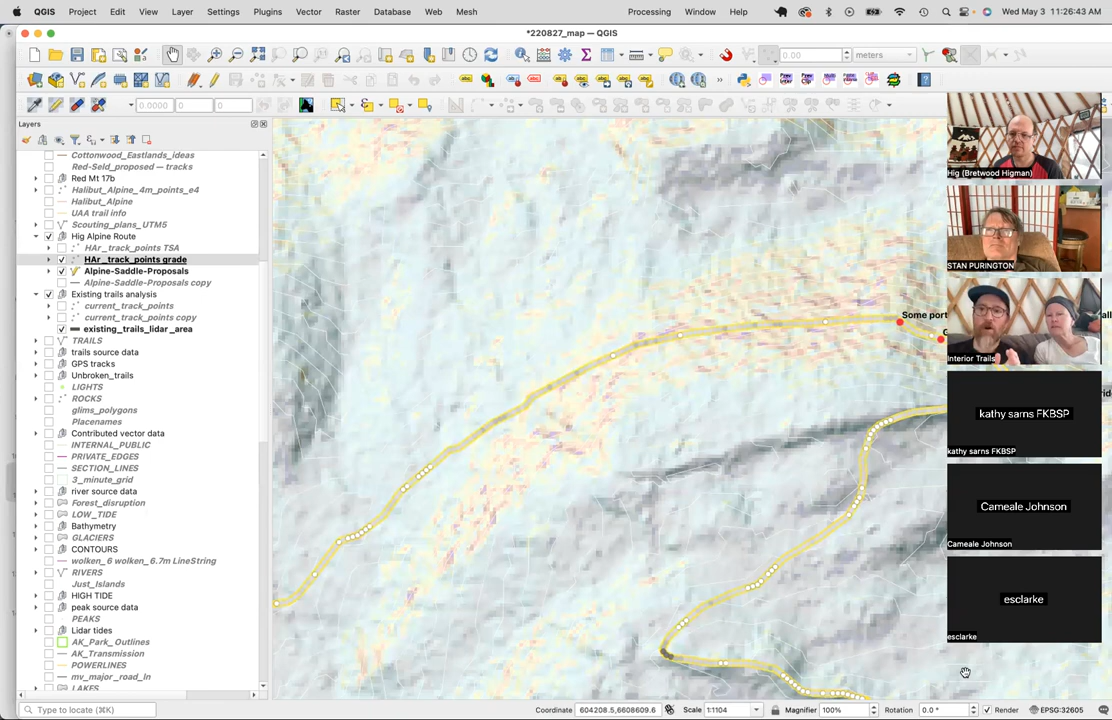 QGIS Project Edit View Layer Settings Plugins Vector Raster Database Web Mesh Processing Window Help Wed May 3 11:26:43 AM
*220827_map — QGIS
0.00 meters
0.0000 0 0
Layers
Cottonwood_Eastlands_ideas
Red-Seld_proposed — tracks
Red Mt 17b
Halibut_Alpine_4m_points_e4
Halibut_Alpine
UAA trail info
Scouting_plans_UTM5
Hig Alpine Route
HAr_track_points TSA
HAr_track_points grade
Alpine-Saddle-Proposals
Alpine-Saddle-Proposals copy
Existing trails analysis
current_track_points
current_track_points copy
existing_trails_lidar_area
TRAILS
trails source data
GPS tracks
Unbroken_trails
LIGHTS
ROCKS
glims_polygons
Placenames
Contributed vector data
INTERNAL_PUBLIC
PRIVATE_EDGES
SECTION_LINES
3_minute_grid
river source data
Forest_disruption
LOW_TIDE
Bathymetry
GLACIERS
CONTOURS
wolken_6 wolken_6.7m LineString
RIVERS
Just_Islands
HIGH TIDE
peak source data
PEAKS
Lidar tides
AK_Park_Outlines
AK_Transmission
POWERLINES
mv_major_road_ln
LAKES
Some port
Hig (Bretwood Higman)
STAN PURINGTON
Interior Trails
kathy sarns FKBSP
kathy sarns FKBSP
Cameale Johnson
Cameale Johnson
esclarke
esclarke
Type to locate (⌘K) Coordinate 604208.5,6608609.6 Scale 1:1104 Magnifier 100% Rotation 0.0 ° Render EPSG:32605